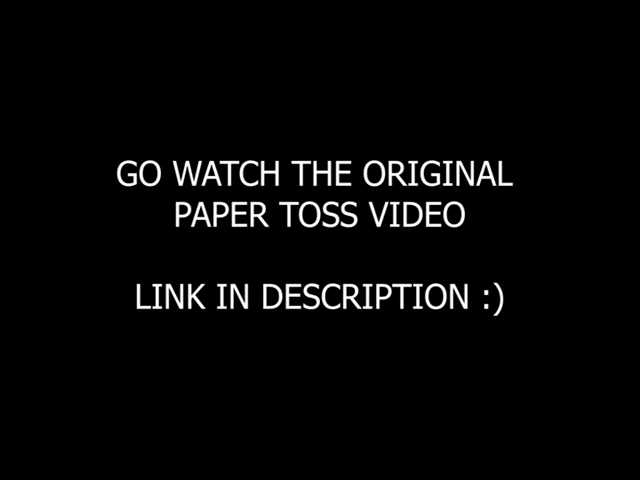 GO WATCH THE ORIGINAL
PAPER TOSS VIDEO
LINK IN DESCRIPTION :)